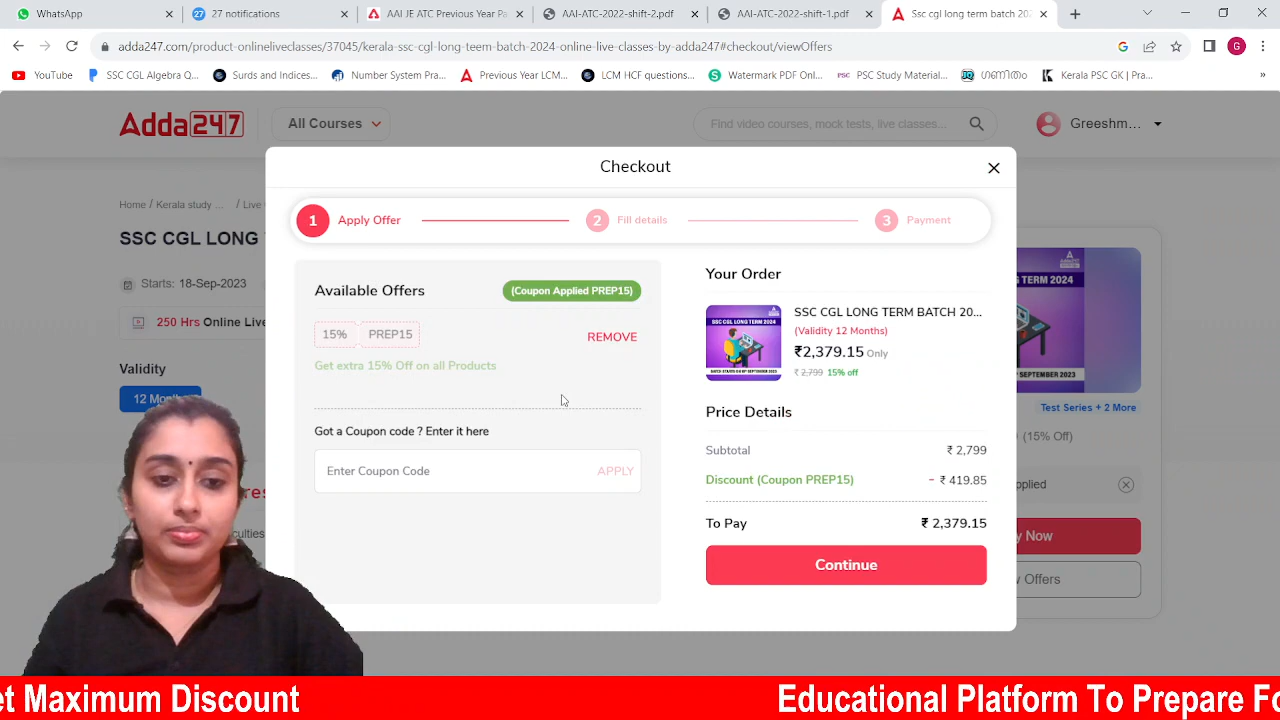 WhatsApp
27 notifications
AAI JE ATC Previous Year Pa
AAI-ATC-2022-shift-2.pdf
AAI-ATC-2022-shift-1.pdf
Ssc cgl long term batch 202
adda247.com/product-onlineliveclasses/37045/kerala-ssc-cgl-long-teem-batch-2024-online-live-classes-by-adda247#checkout/viewOffers
G
YouTube
SSC CGL Algebra Q...
Surds and Indices...
Number System Pra...
Previous Year LCM...
LCM HCF questions...
Watermark PDF Onl...
PSC Study Material...
ഗണിതം
Kerala PSC GK | Pra...
»
Adda247
All Courses
Find video courses, mock tests, live classes...
Greeshm...
Checkout
Home / Kerala study ... / Live
1 Apply Offer
2 Fill details
3 Payment
SSC CGL LONG
Starts: 18-Sep-2023
250 Hrs Online Live
Validity
12 Month
Available Offers
(Coupon Applied PREP15)
15% PREP15
REMOVE
Get extra 15% Off on all Products
Got a Coupon code ? Enter it here
Enter Coupon Code
APPLY
Your Order
SSC CGL LONG TERM 2024
SSC CGL LONG TERM BATCH 20...
(Validity 12 Months)
₹2,379.15 Only
₹ 2,799 15% off
Price Details
Subtotal
₹ 2,799
Discount (Coupon PREP15)
- ₹ 419.85
To Pay
₹ 2,379.15
Continue
TERM 2024
SEPTEMBER 2023
Test Series + 2 More
(15% Off)
pplied
Now
Offers
culties
et Maximum Discount
Educational Platform To Prepare Fo